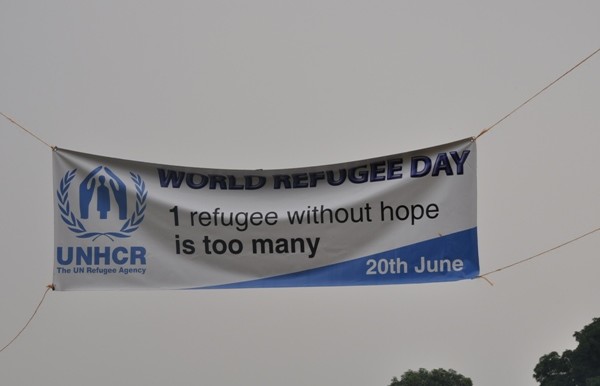 WORLD REFUGEE DAY
1 refugee without hope
is too many
UNHCR
The UN Refugee Agency
20th June